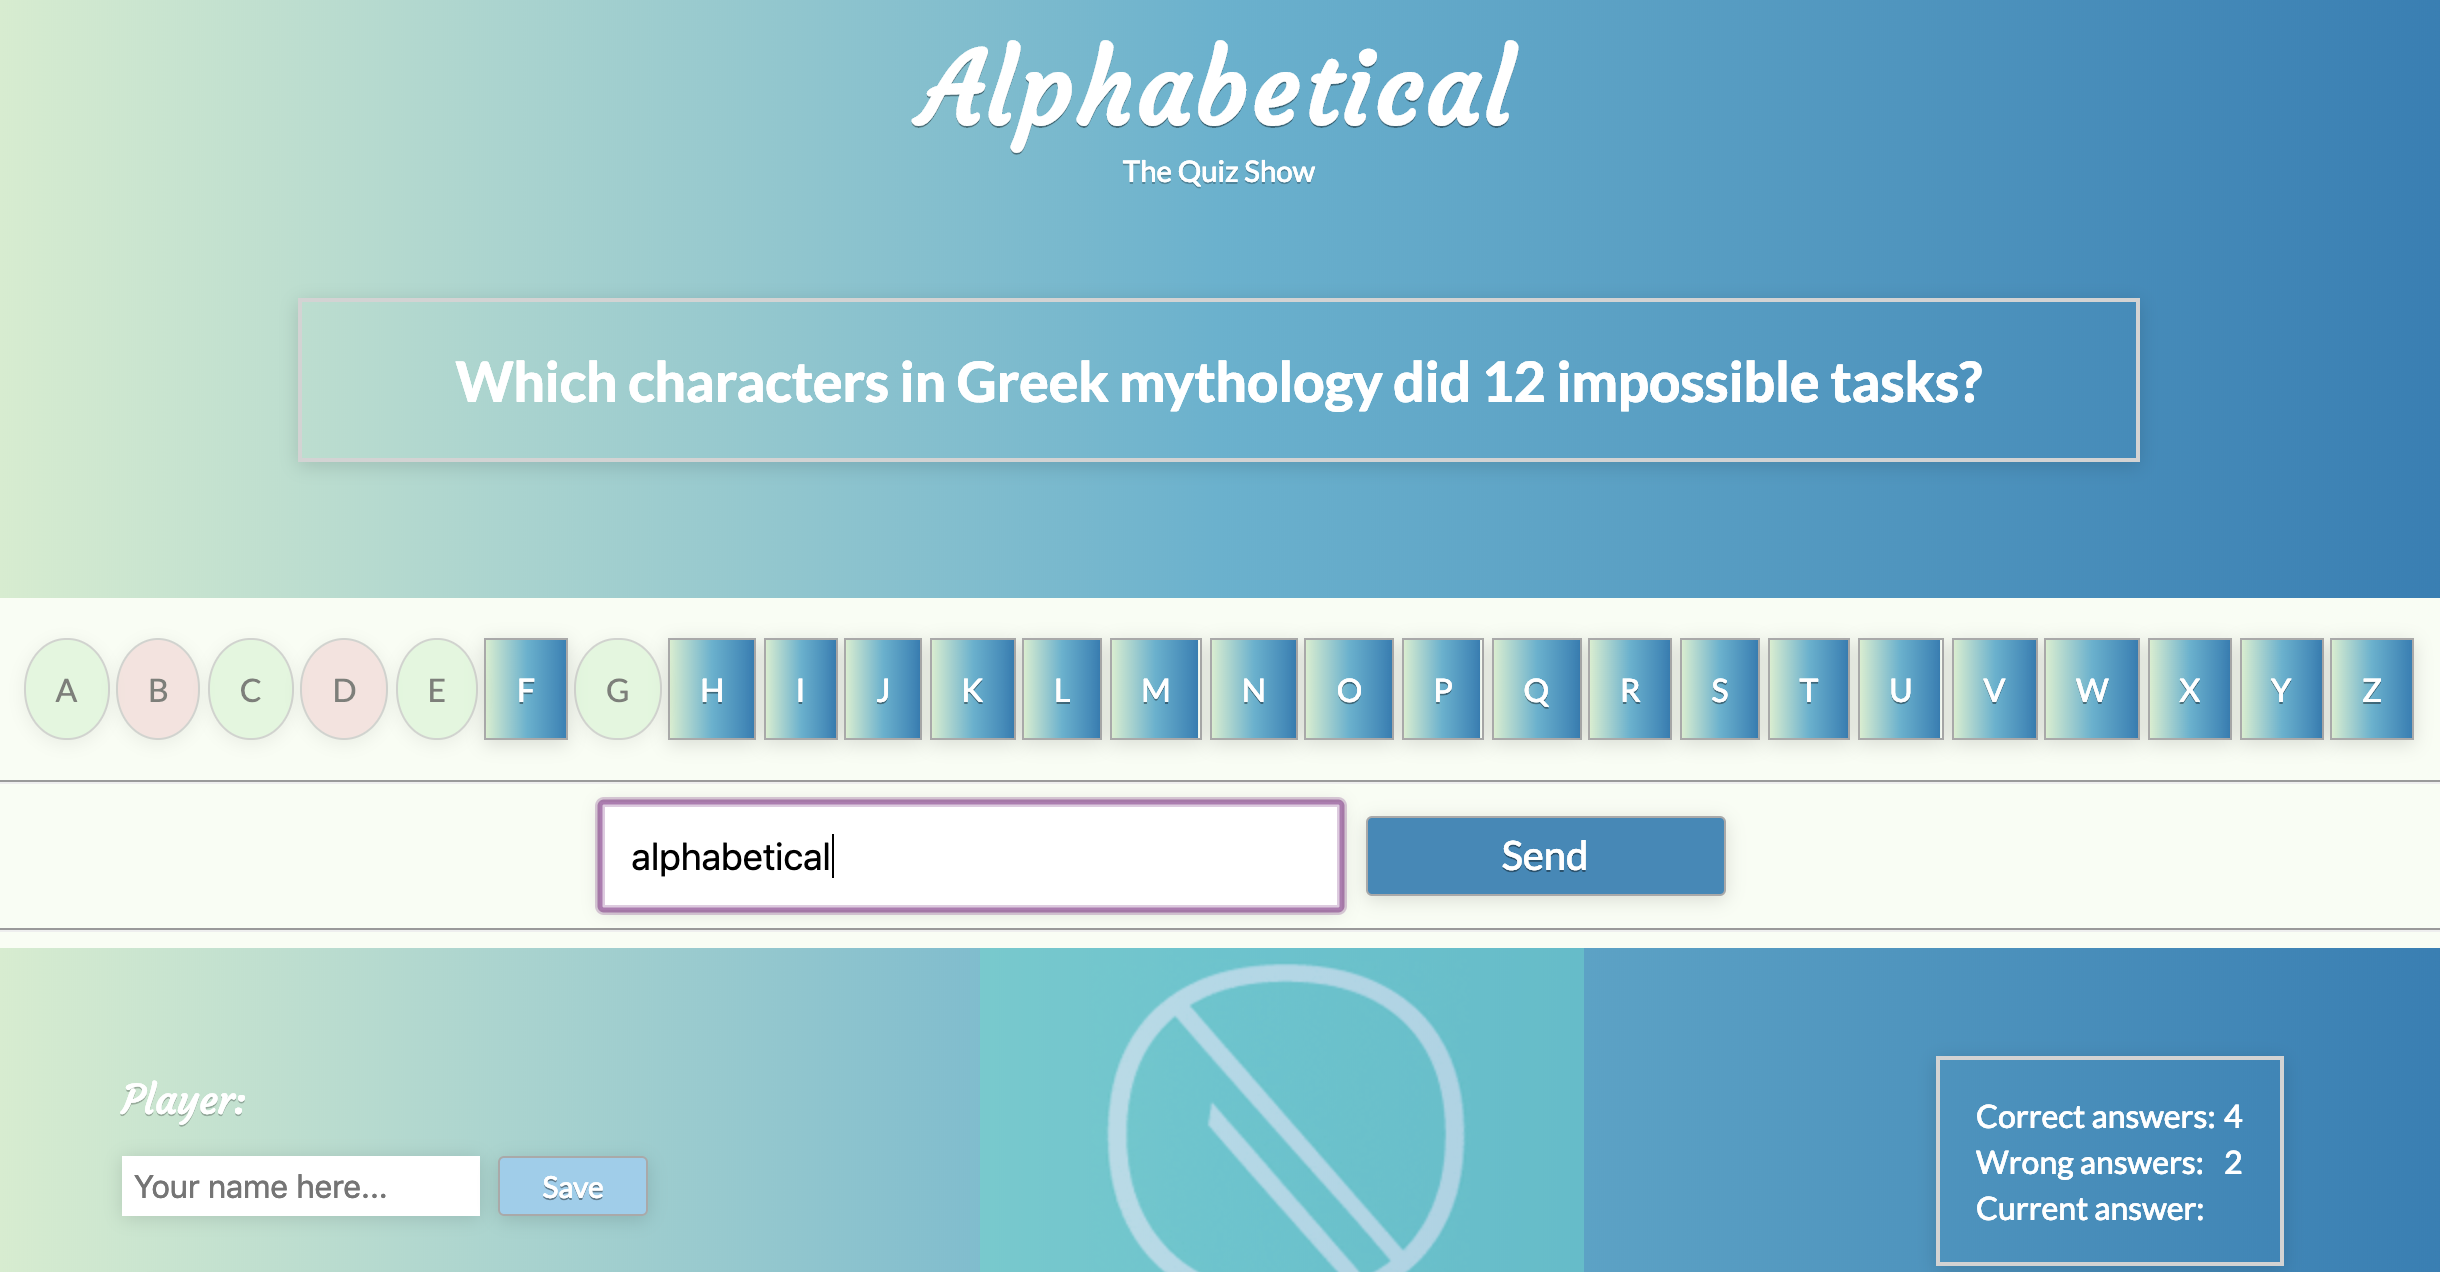 Alphabetical
The Quiz Show
Which characters in Greek mythology did 12 impossible tasks?
A B C D E F G H I J K L M N O P Q R S T U V W X Y Z
alphabetical
Send
Player:
Your name here...
Save
Correct answers: 4
Wrong answers: 2
Current answer: